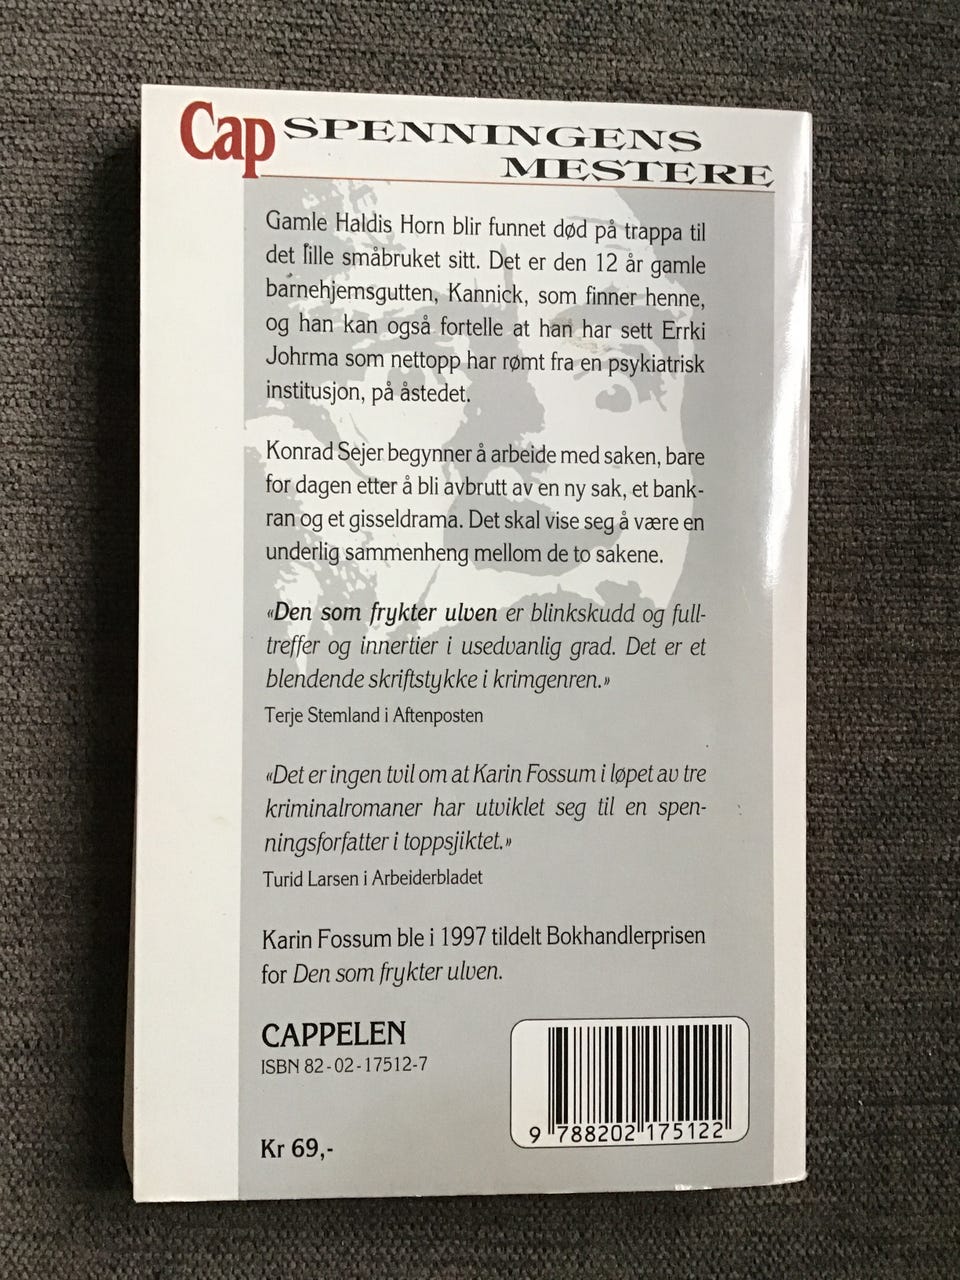 Cap SPENNINGENS
MESTERE
Gamle Haldis Horn blir funnet død på trappa til
det lille småbruket sitt. Det er den 12 år gamle
barnehjemsgutten, Kannick, som finner henne,
og han kan også fortelle at han har sett Errki
Johrma som nettopp har rømt fra en psykiatrisk
institusjon, på åstedet.
Konrad Sejer begynner å arbeide med saken, bare
for dagen etter å bli avbrutt av en ny sak, et bank-
ran og et gisseldrama. Det skal vise seg å være en
underlig sammenheng mellom de to sakene.
«Den som frykter ulven er blinkskudd og full-
treffer og innertier i usedvanlig grad. Det er et
blendende skriftstykke i krimgenren.»
Terje Stemland i Aftenposten
«Det er ingen tvil om at Karin Fossum i løpet av tre
kriminalromaner har utviklet seg til en spen-
ningsforfatter i toppsjiktet.»
Turid Larsen i Arbeiderbladet
Karin Fossum ble i 1997 tildelt Bokhandlerprisen
for Den som frykter ulven.
CAPPELEN
ISBN 82-02-17512-7
9 788202 175122
Kr 69,-